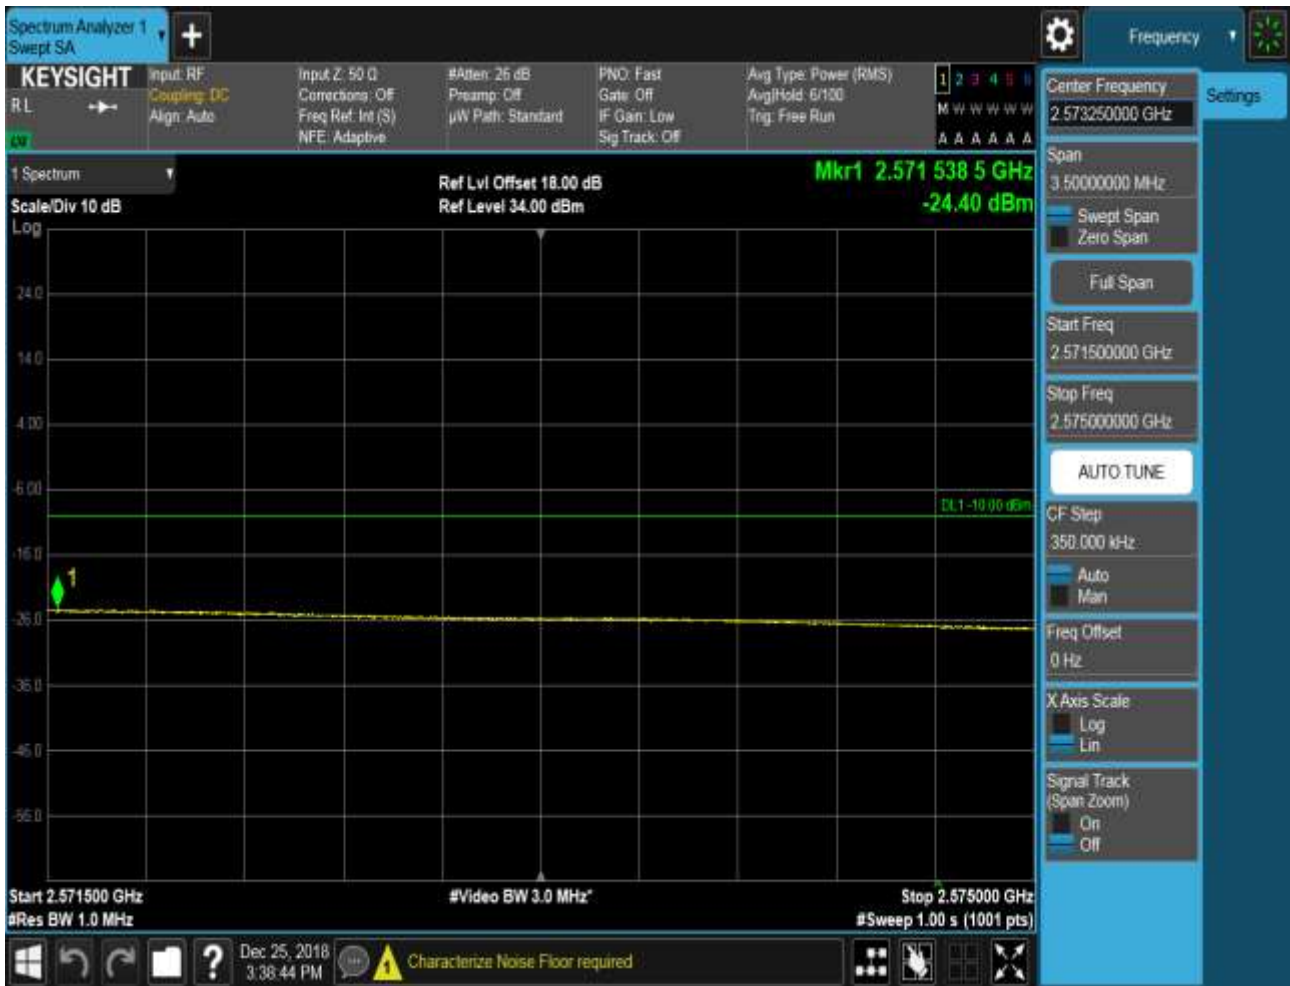 Spectrum Analyzer 1
Swept SA
Frequency
KEYSIGHT
R L
Input: RF
Coupling: DC
Align: Auto
Input Z: 50 Ω
Corrections: Off
Freq Ref: Int (S)
NFE: Adaptive
#Atten: 26 dB
Preamp: Off
µW Path: Standard
PNO: Fast
Gate: Off
IF Gain: Low
Sig Track: Off
Avg Type: Power (RMS)
Avg|Hold: 6/100
Trig: Free Run
1 2 3 4 5 6
M W W W W W
A A A A A A
1 Spectrum
Scale/Div 10 dB
Log
Ref Lvl Offset 18.00 dB
Ref Level 34.00 dBm
Mkr1 2.571 538 5 GHz
-24.40 dBm
24.0
14.0
4.00
-6.00
-16.0
-26.0
-36.0
-46.0
-56.0
DL1 -10.00 dBm
1
Start 2.571500 GHz
#Res BW 1.0 MHz
#Video BW 3.0 MHz*
Stop 2.575000 GHz
#Sweep 1.00 s (1001 pts)
Center Frequency
2.573250000 GHz
Settings
Span
3.50000000 MHz
Swept Span
Zero Span
Full Span
Start Freq
2.571500000 GHz
Stop Freq
2.575000000 GHz
AUTO TUNE
CF Step
350.000 kHz
Auto
Man
Freq Offset
0 Hz
X Axis Scale
Log
Lin
Signal Track
(Span Zoom)
On
Off
?
Dec 25, 2018
3:38:44 PM
1
Characterize Noise Floor required